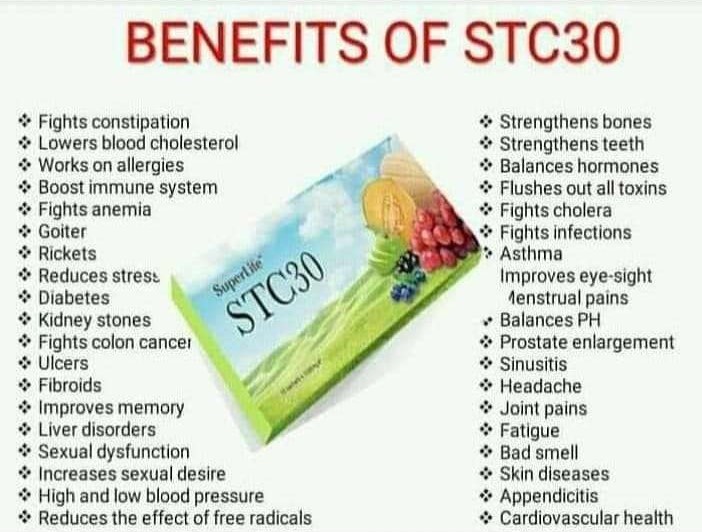 BENEFITS OF STC30
❖ Fights constipation
❖ Lowers blood cholesterol
❖ Works on allergies
❖ Boost immune system
❖ Fights anemia
❖ Goiter
❖ Rickets
❖ Reduces stress
❖ Diabetes
❖ Kidney stones
❖ Fights colon cancer
❖ Ulcers
❖ Fibroids
❖ Improves memory
❖ Liver disorders
❖ Sexual dysfunction
❖ Increases sexual desire
❖ High and low blood pressure
❖ Reduces the effect of free radicals
SuperLife™
STC30
❖ Strengthens bones
❖ Strengthens teeth
❖ Balances hormones
❖ Flushes out all toxins
❖ Fights cholera
❖ Fights infections
❖ Asthma
Improves eye-sight
Menstrual pains
❖ Balances PH
❖ Prostate enlargement
❖ Sinusitis
❖ Headache
❖ Joint pains
❖ Fatigue
❖ Bad smell
❖ Skin diseases
❖ Appendicitis
❖ Cardiovascular health